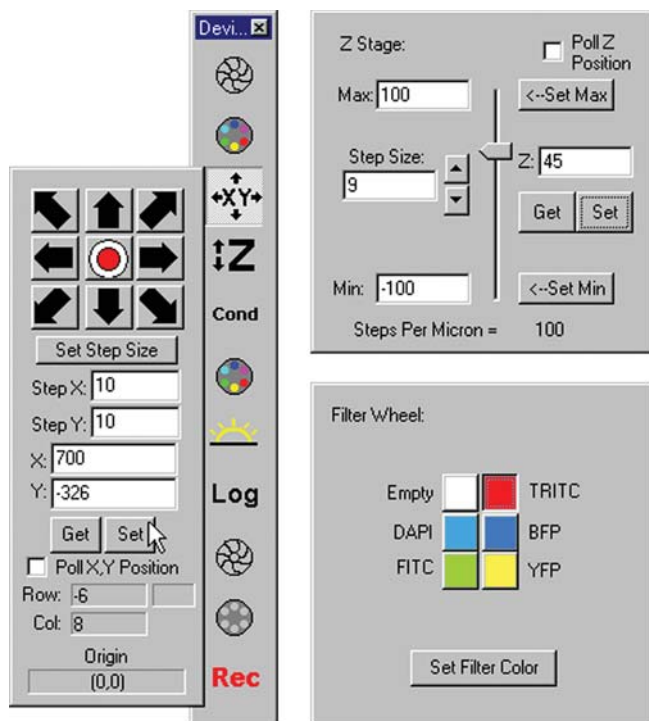 Devi...
XY
Z
Cond
Log
Rec
Set Step Size
Step X: 10
Step Y: 10
X: 700
Y: -326
Get Set
Poll X,Y Position
Row: -6
Col: 8
Origin
(0,0)
Z Stage:
Poll Z
Position
Max: 100
<--Set Max
Step Size:
9
Z: 45
Get Set
Min: -100
<--Set Min
Steps Per Micron = 100
Filter Wheel:
Empty TRITC
DAPI BFP
FITC YFP
Set Filter Color